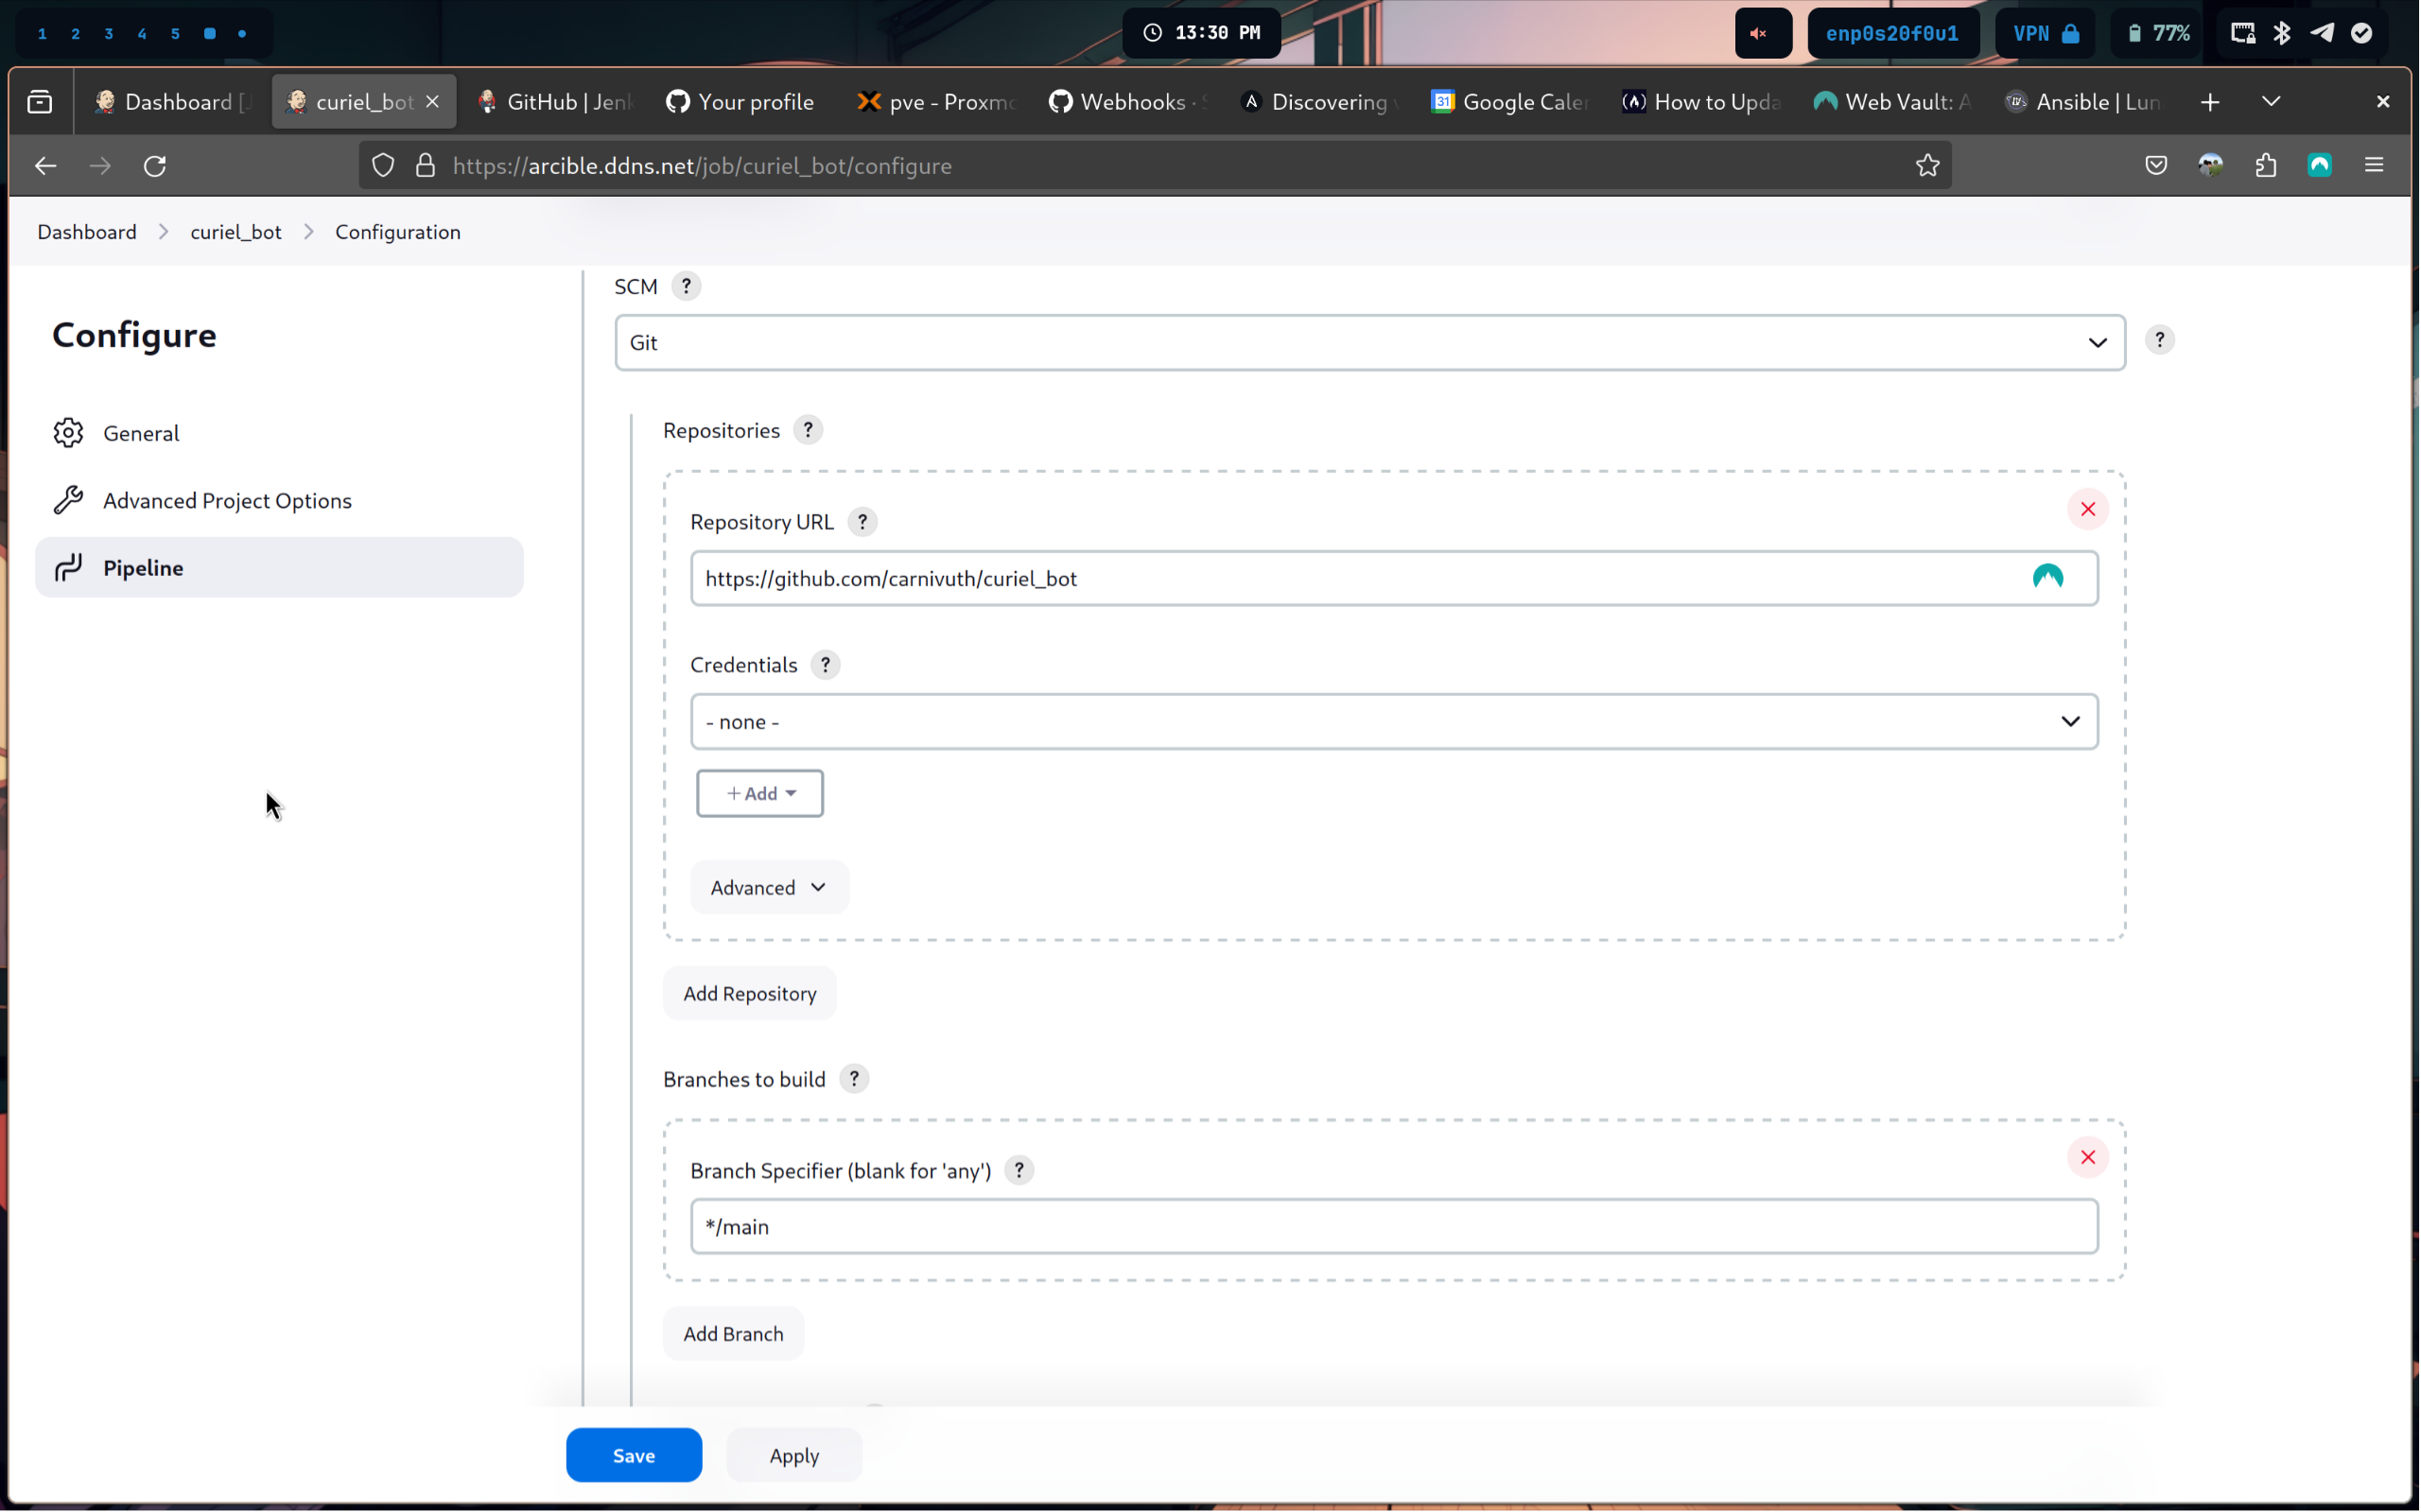 1 2 3 4 5
13:30 PM
enp0s20f0u1
VPN
77%
Dashboard [
curiel_bot
GitHub | Jenk
Your profile
pve - Proxmo
Webhooks ·
Discovering
31
Google Caler
How to Upda
Web Vault: A
Ansible | Lun
https://arcible.ddns.net/job/curiel_bot/configure
Dashboard > curiel_bot > Configuration
Configure
General
Advanced Project Options
Pipeline
SCM ?
Git
?
Repositories ?
Repository URL ?
https://github.com/carnivuth/curiel_bot
Credentials ?
- none -
+ Add
Advanced
Add Repository
Branches to build ?
Branch Specifier (blank for 'any') ?
*/main
Add Branch
Save
Apply